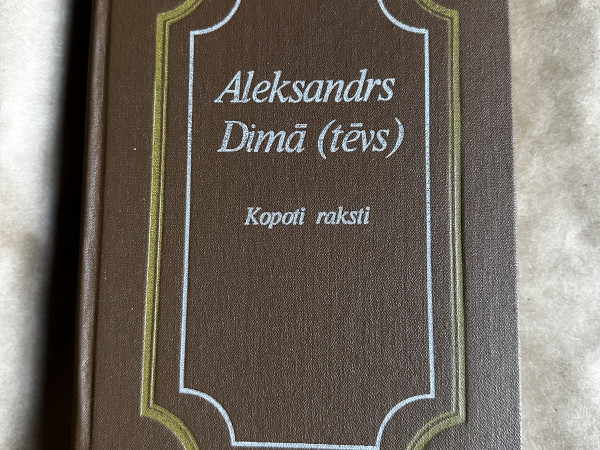 Aleksandrs
Dimā (tēvs)
Kopoti raksti